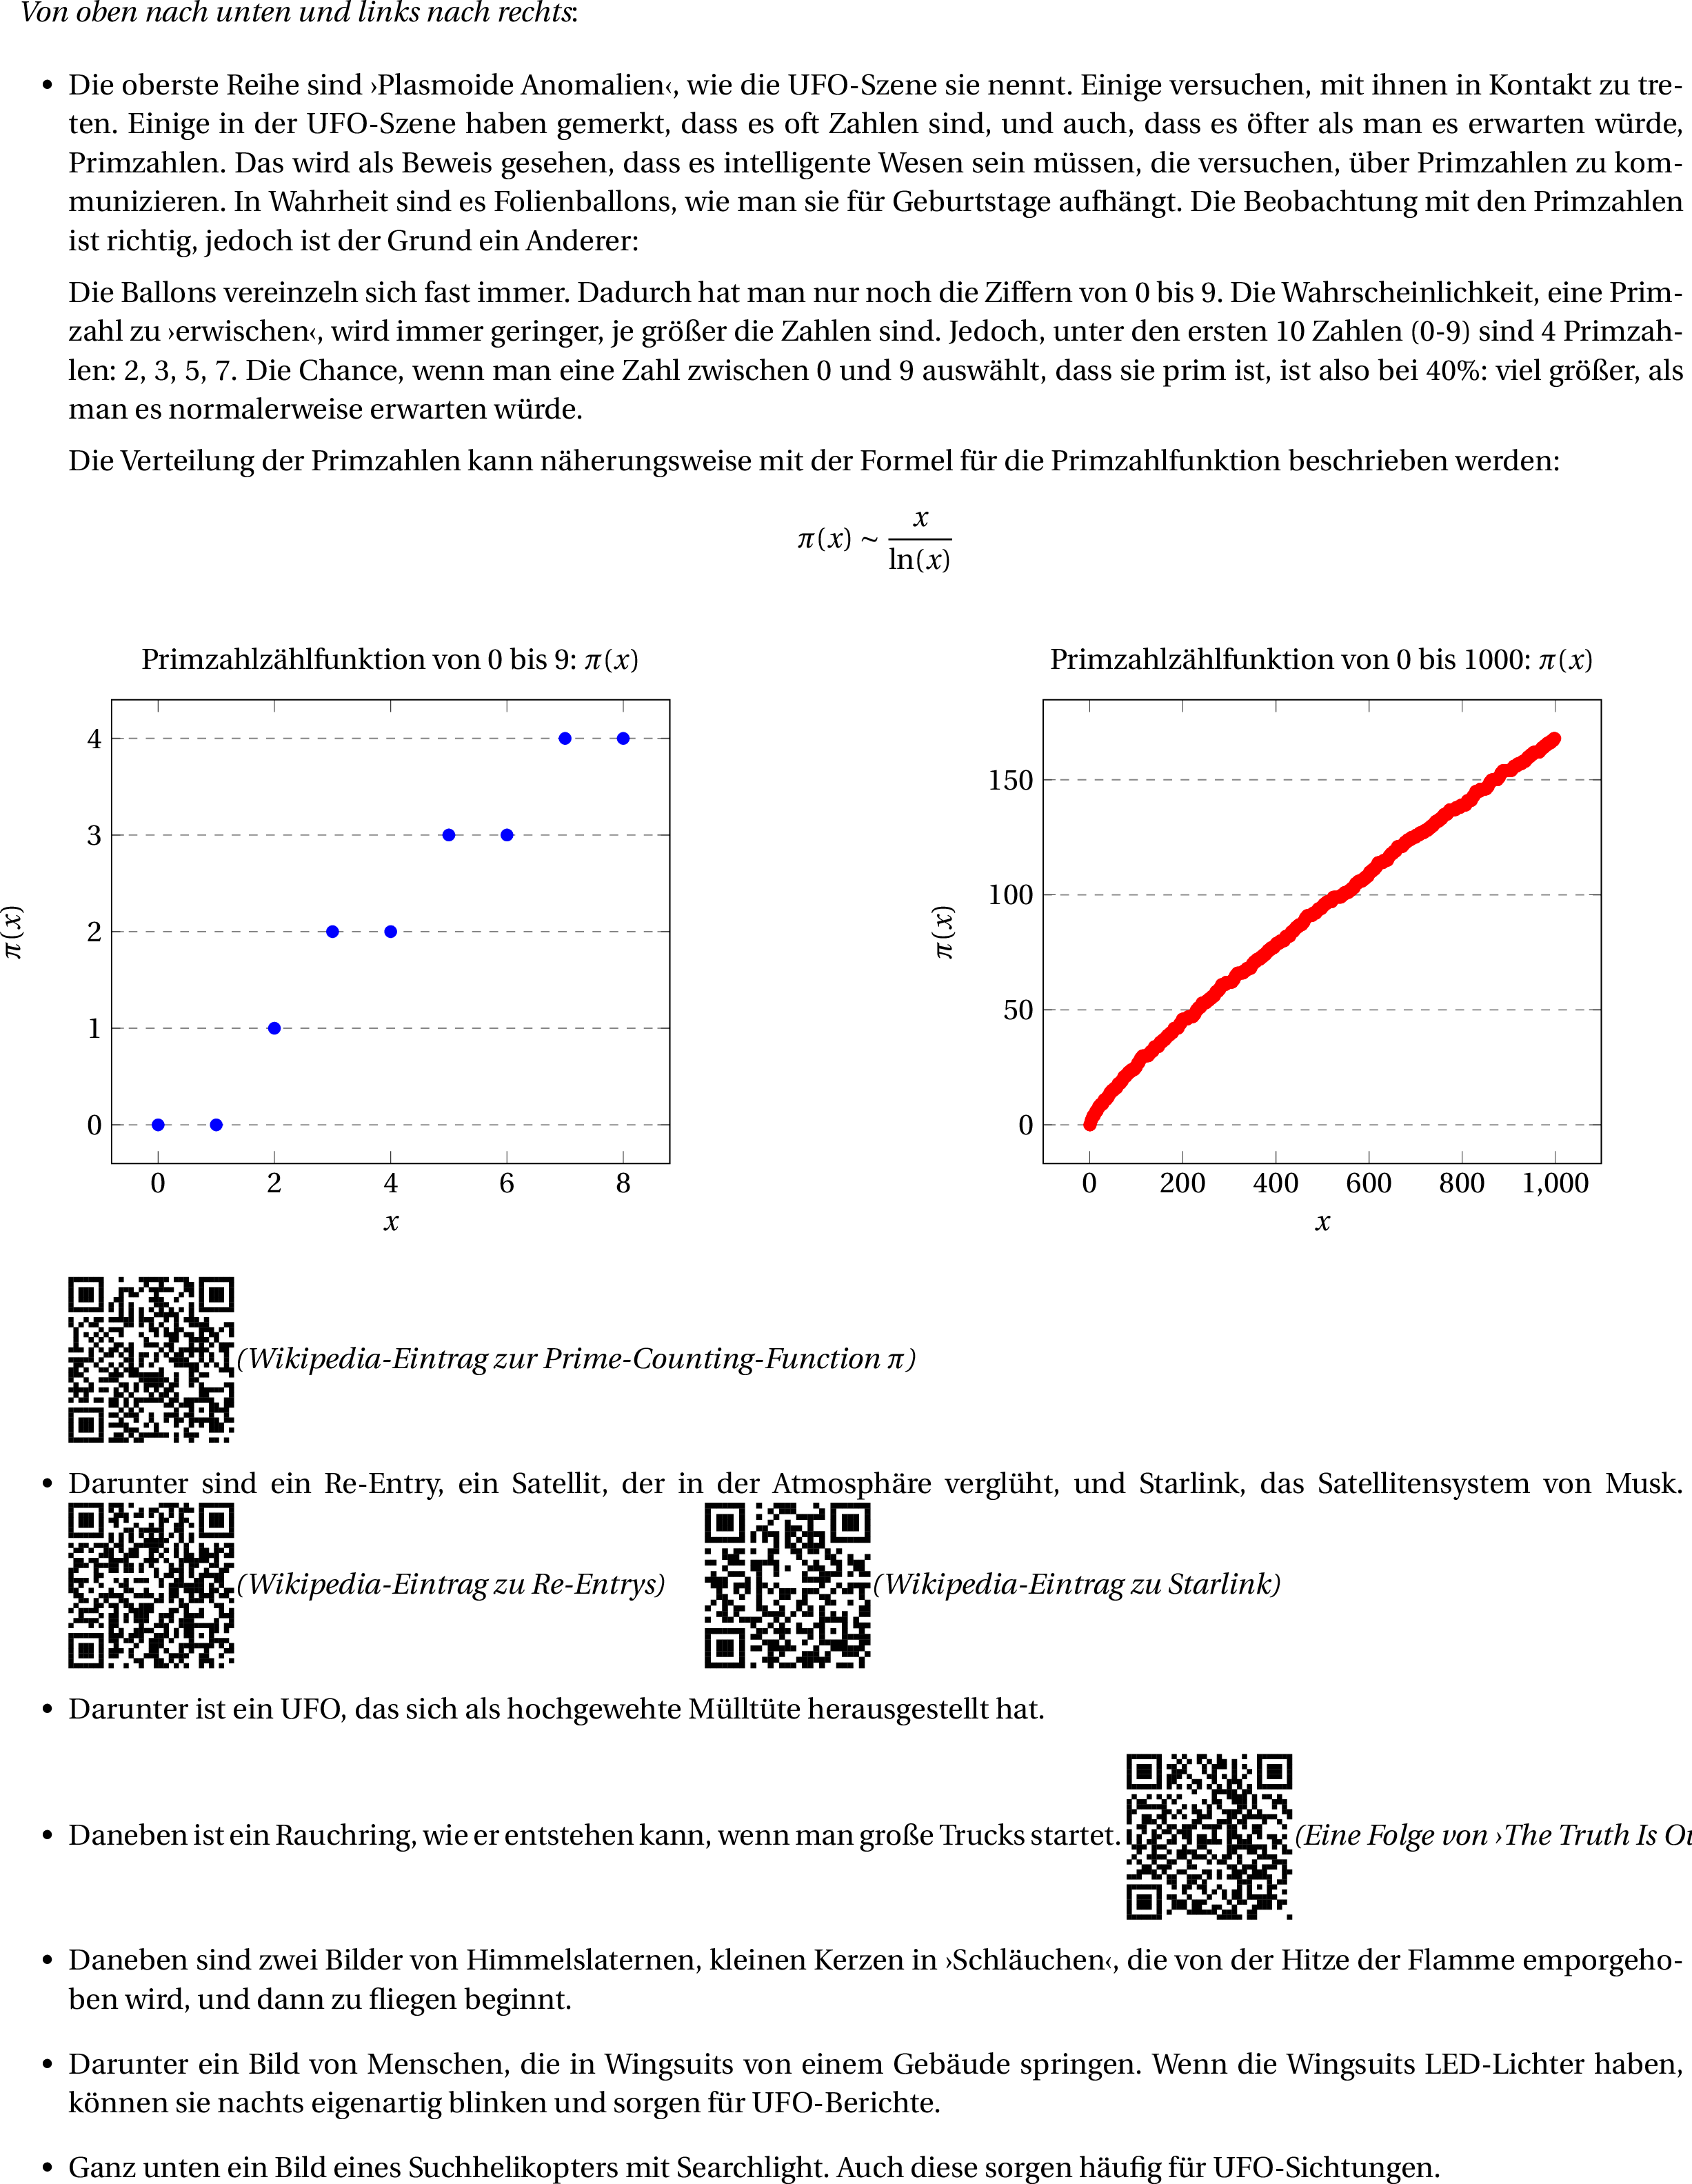 Von oben nach unten und links nach rechts:
• Die oberste Reihe sind ›Plasmoide Anomalien‹, wie die UFO-Szene sie nennt. Einige versuchen, mit ihnen in Kontakt zu tre-
ten. Einige in der UFO-Szene haben gemerkt, dass es oft Zahlen sind, und auch, dass es öfter als man es erwarten würde,
Primzahlen. Das wird als Beweis gesehen, dass es intelligente Wesen sein müssen, die versuchen, über Primzahlen zu kom-
munizieren. In Wahrheit sind es Folienballons, wie man sie für Geburtstage aufhängt. Die Beobachtung mit den Primzahlen
ist richtig, jedoch ist der Grund ein Anderer:
Die Ballons vereinzeln sich fast immer. Dadurch hat man nur noch die Ziffern von 0 bis 9. Die Wahrscheinlichkeit, eine Prim-
zahl zu ›erwischen‹, wird immer geringer, je größer die Zahlen sind. Jedoch, unter den ersten 10 Zahlen (0-9) sind 4 Primzah-
len: 2, 3, 5, 7. Die Chance, wenn man eine Zahl zwischen 0 und 9 auswählt, dass sie prim ist, ist also bei 40%: viel größer, als
man es normalerweise erwarten würde.
Die Verteilung der Primzahlen kann näherungsweise mit der Formel für die Primzahlfunktion beschrieben werden:
π(x) ~ x / ln(x)
Primzahlzählfunktion von 0 bis 9: π(x)
4
3
2
1
0
π(x)
0 2 4 6 8
x
Primzahlzählfunktion von 0 bis 1000: π(x)
150
100
50
0
π(x)
0 200 400 600 800 1,000
x
(Wikipedia-Eintrag zur Prime-Counting-Function π)
• Darunter sind ein Re-Entry, ein Satellit, der in der Atmosphäre verglüht, und Starlink, das Satellitensystem von Musk.
(Wikipedia-Eintrag zu Re-Entrys) (Wikipedia-Eintrag zu Starlink)
• Darunter ist ein UFO, das sich als hochgewehte Mülltüte herausgestellt hat.
• Daneben ist ein Rauchring, wie er entstehen kann, wenn man große Trucks startet. (Eine Folge von ›The Truth Is
• Daneben sind zwei Bilder von Himmelslaternen, kleinen Kerzen in ›Schläuchen‹, die von der Hitze der Flamme emporgeho-
ben wird, und dann zu fliegen beginnt.
• Darunter ein Bild von Menschen, die in Wingsuits von einem Gebäude springen. Wenn die Wingsuits LED-Lichter haben,
können sie nachts eigenartig blinken und sorgen für UFO-Berichte.
• Ganz unten ein Bild eines Suchhelikopters mit Searchlight. Auch diese sorgen häufig für UFO-Sichtungen.